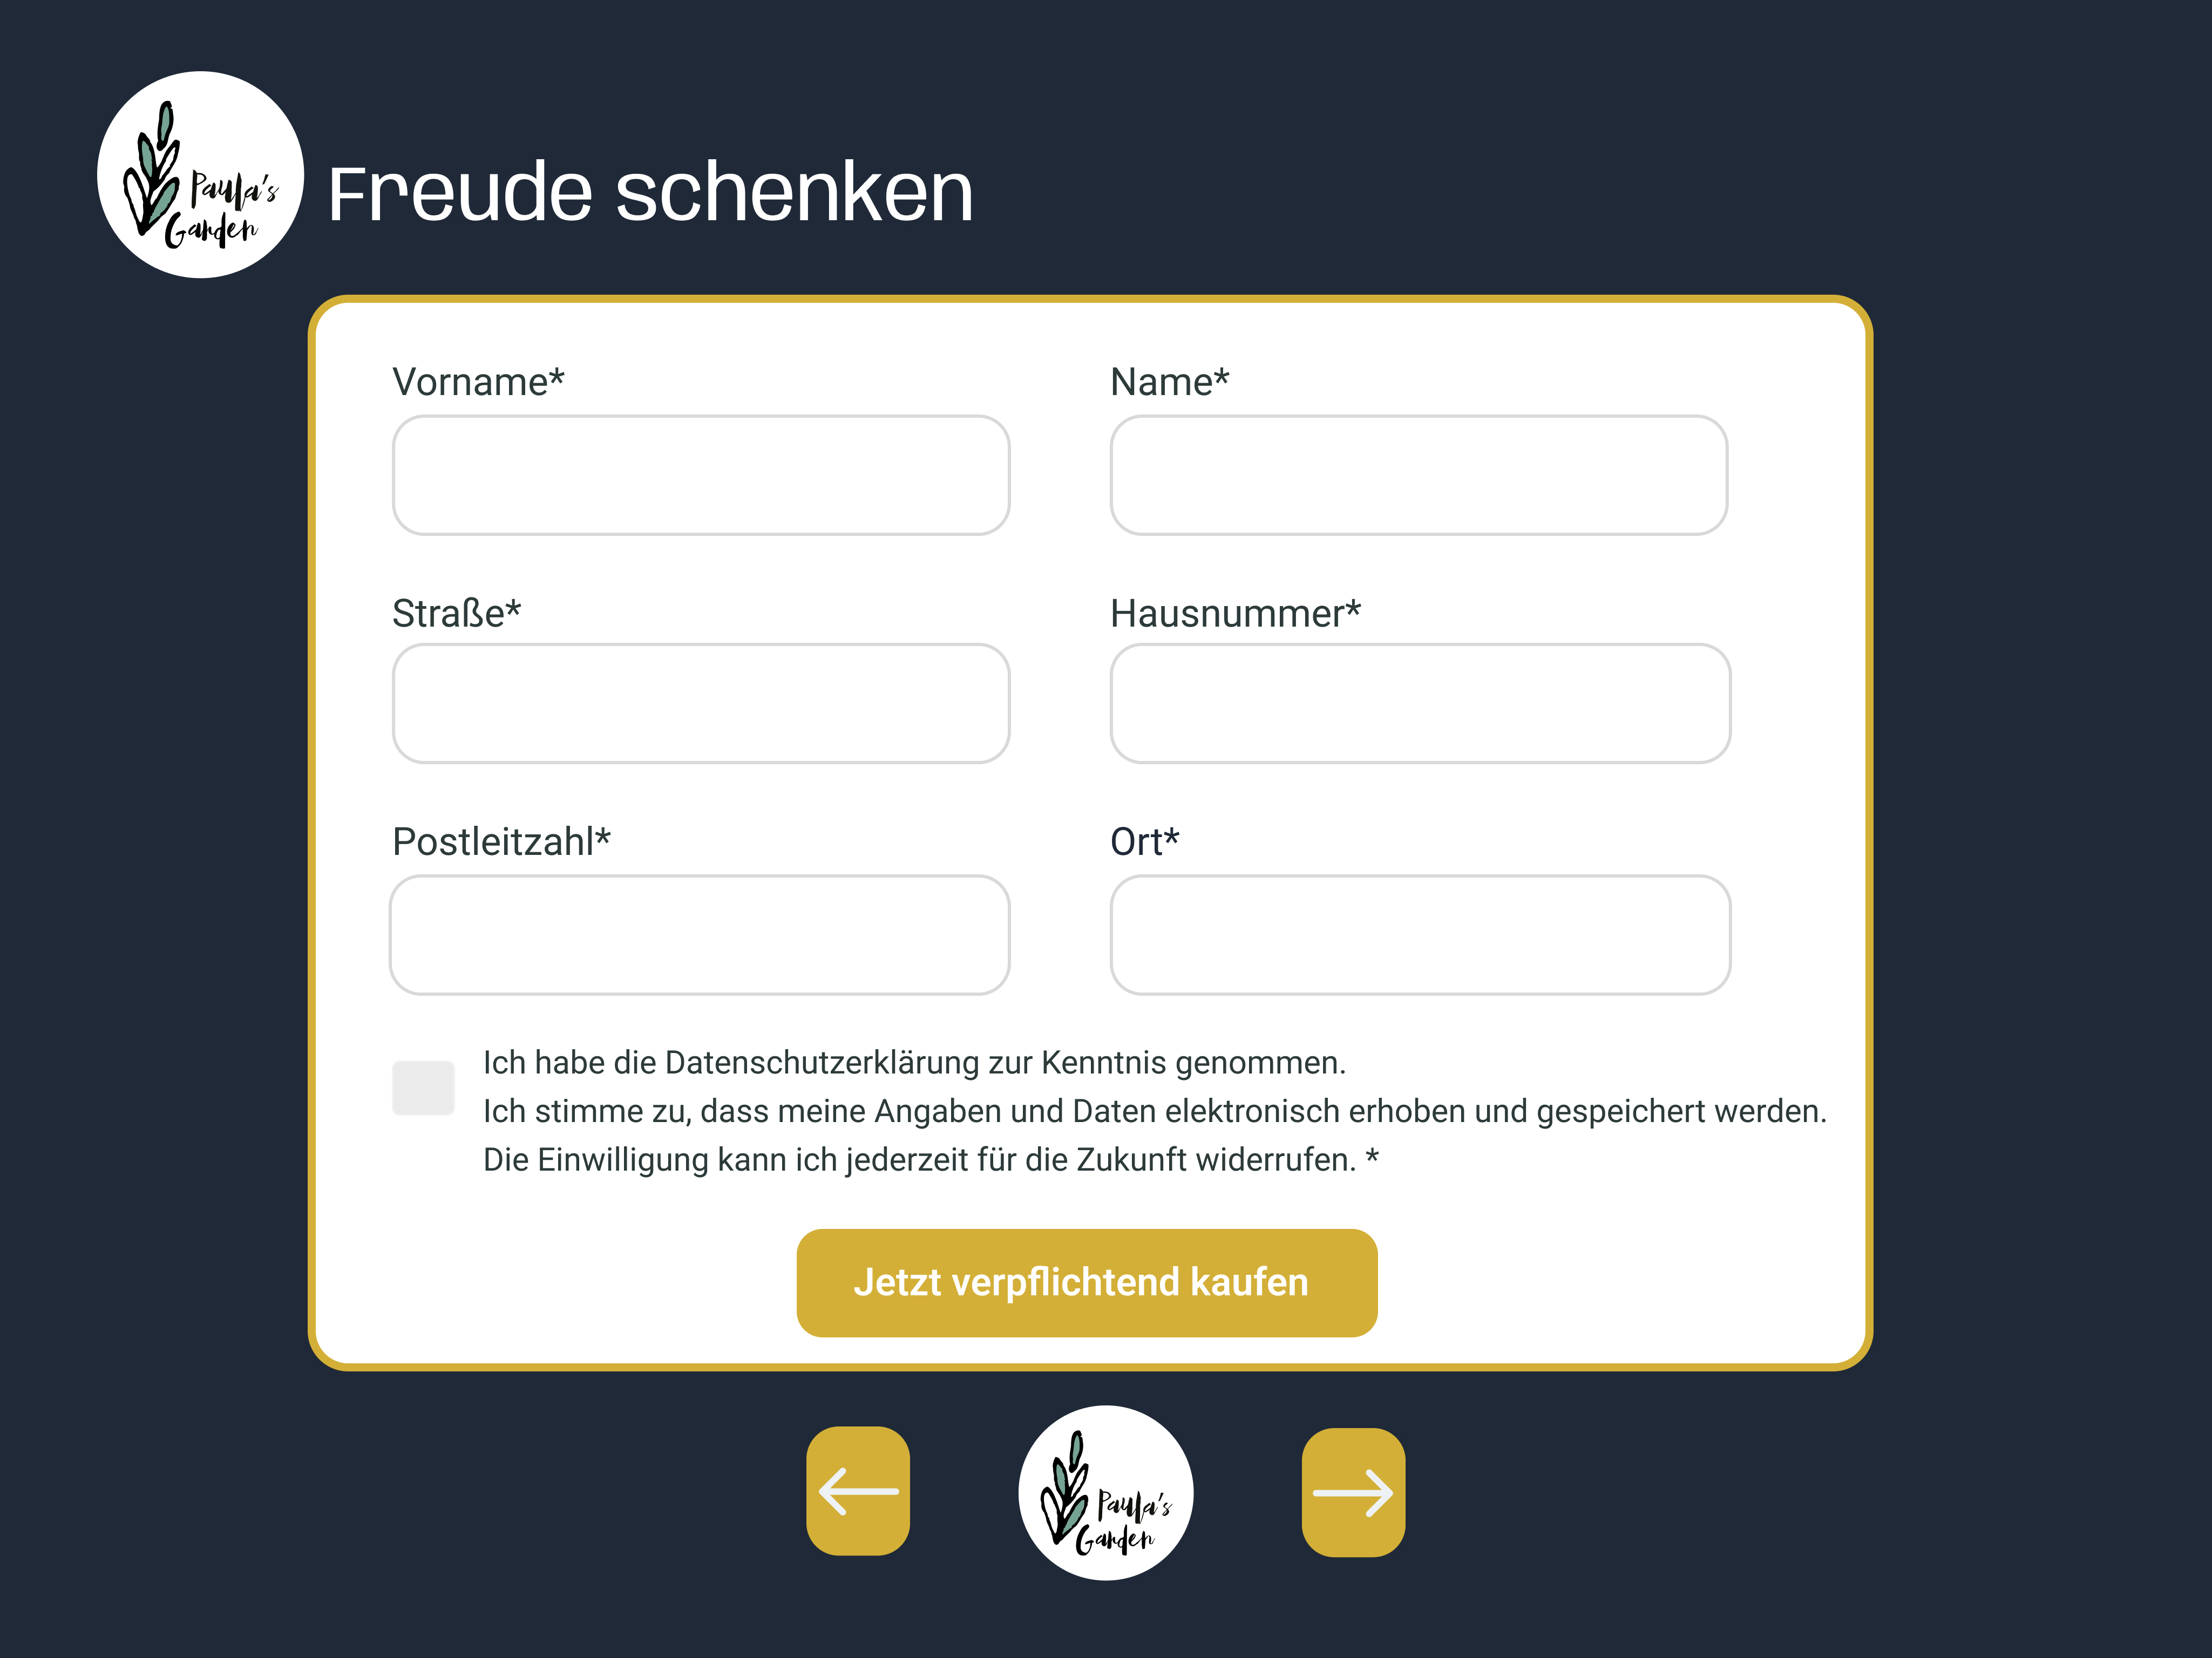 Paula's
Garden
Freude schenken
Vorname*
Name*
Straße*
Hausnummer*
Postleitzahl*
Ort*
Ich habe die Datenschutzerklärung zur Kenntnis genommen.
Ich stimme zu, dass meine Angaben und Daten elektronisch erhoben und gespeichert werden.
Die Einwilligung kann ich jederzeit für die Zukunft widerrufen. *
Jetzt verpflichtend kaufen
Paula's
Garden